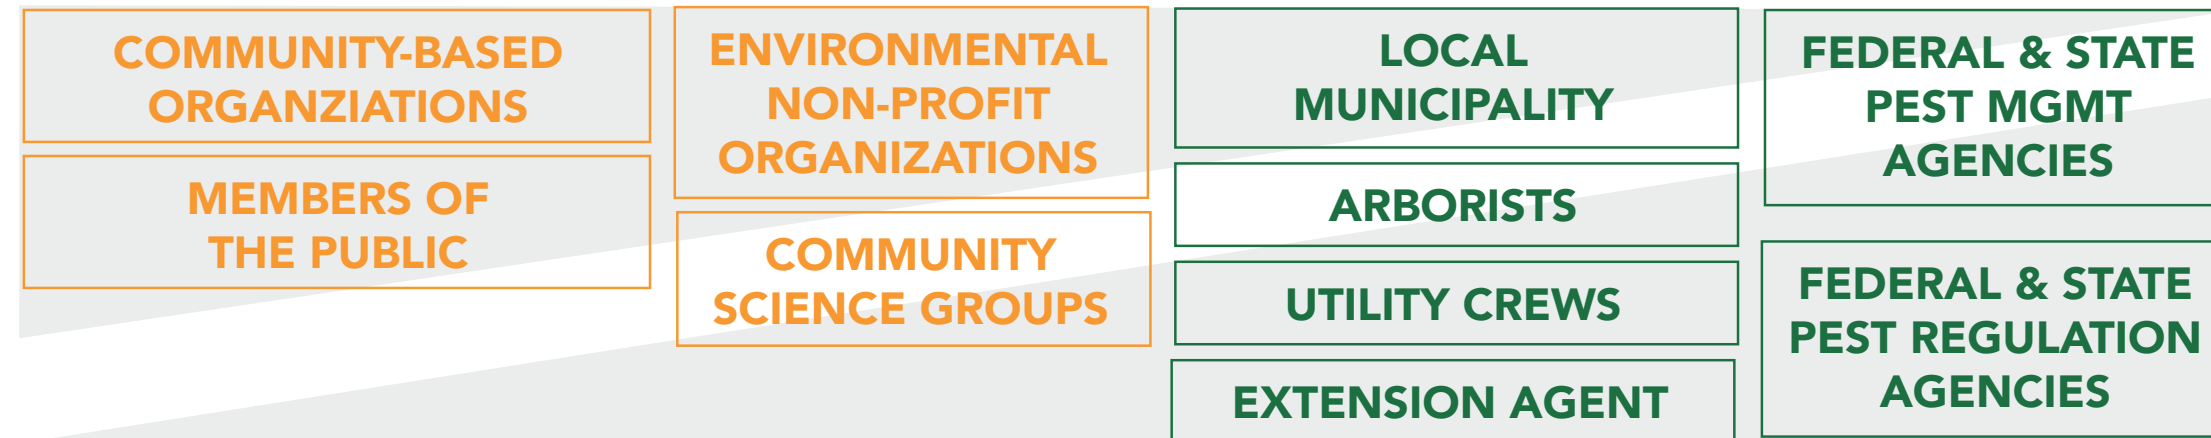 COMMUNITY-BASED
ORGANZIATIONS
MEMBERS OF
THE PUBLIC
ENVIRONMENTAL
NON-PROFIT
ORGANIZATIONS
COMMUNITY
SCIENCE GROUPS
LOCAL
MUNICIPALITY
ARBORISTS
UTILITY CREWS
EXTENSION AGENT
FEDERAL & STATE
PEST MGMT
AGENCIES
FEDERAL & STATE
PEST REGULATION
AGENCIES